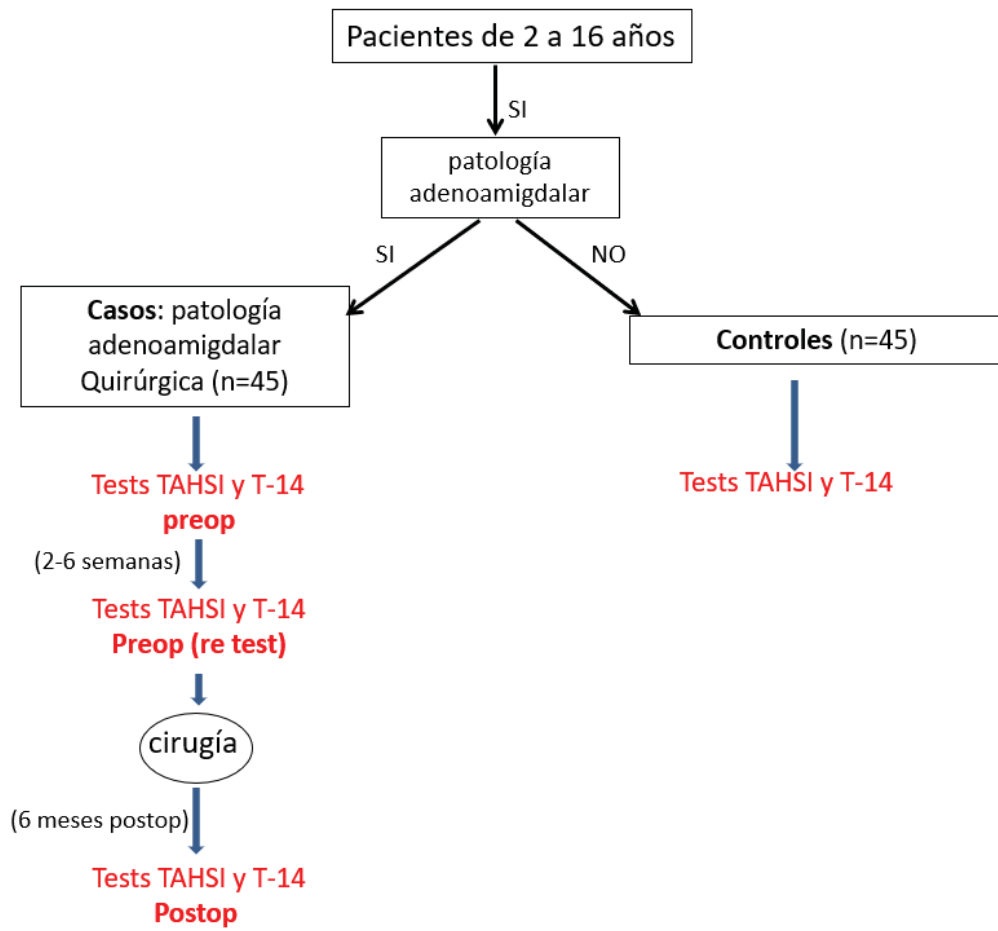 Pacientes de 2 a 16 años
SI
patología
adenoamigdalar
SI
NO
Casos: patología
adenoamigdalar
Quirúrgica (n=45)
Controles (n=45)
Tests TAHSI y T-14
preop
Tests TAHSI y T-14
(2-6 semanas)
Tests TAHSI y T-14
Preop (re test)
cirugía
(6 meses postop)
Tests TAHSI y T-14
Postop